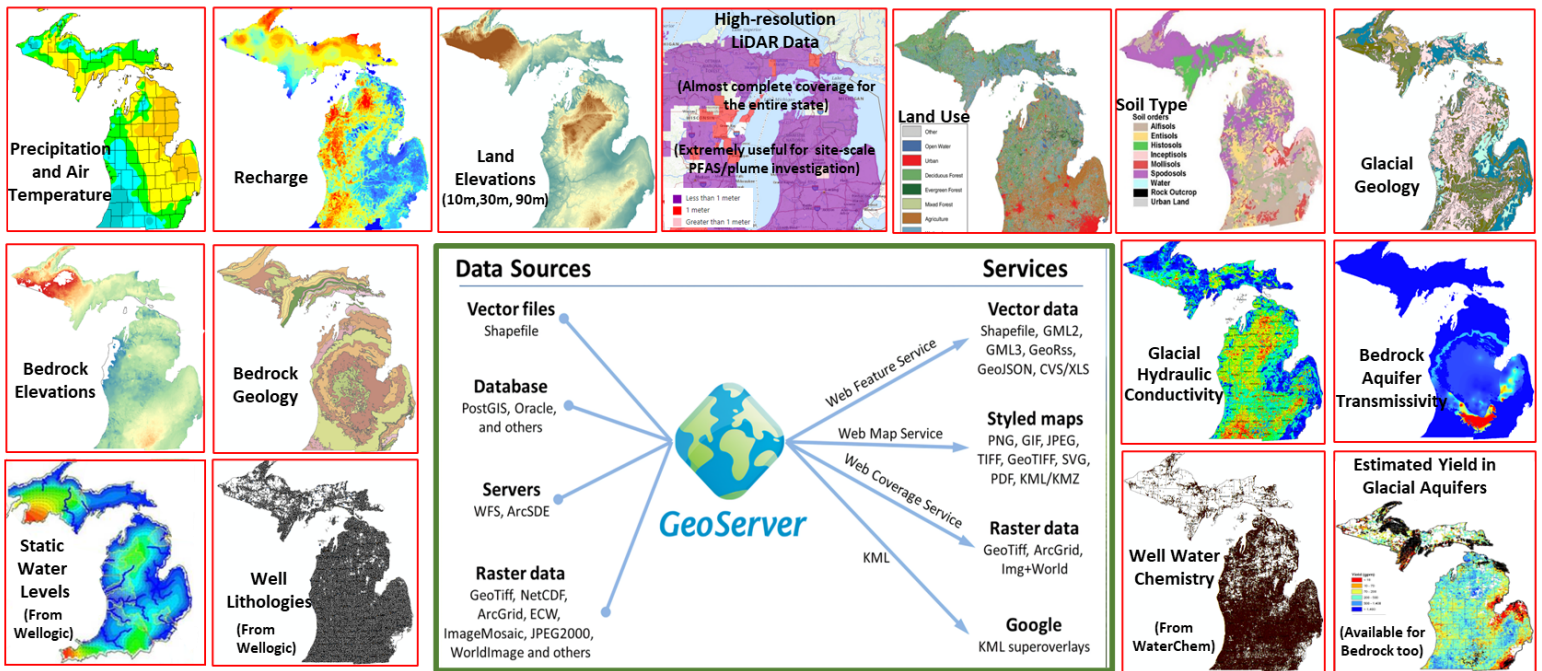 Precipitation
and Air
Temperature
Recharge
Land
Elevations
(10m,30m, 90m)
High-resolution
LiDAR Data
(Almost complete coverage for
the entire state)
(Extremely useful for site-scale
PFAS/plume investigation)
Less than 1 meter
1 meter
Greater than 1 meter
Land Use
Other
Open Water
Urban
Deciduous Forest
Evergreen Forest
Mixed Forest
Agriculture
Soil Type
Soil orders
Alfisols
Entisols
Histosols
Inceptisols
Mollisols
Spodosols
Water
Rock Outcrop
Urban Land
Glacial
Geology
Bedrock
Elevations
Bedrock
Geology
Data Sources
Services
Vector files
Shapefile
Database
PostGIS, Oracle,
and others
Servers
WFS, ArcSDE
Raster data
GeoTiff, NetCDF,
ArcGrid, ECW,
ImageMosaic, JPEG2000,
WorldImage and others
GeoServer
Web Feature Service
Web Map Service
Web Coverage Service
KML
Vector data
Shapefile, GML2,
GML3, GeoRss,
GeoJSON, CVS/XLS
Styled maps
PNG, GIF, JPEG,
TIFF, GeoTIFF, SVG,
PDF, KML/KMZ
Raster data
GeoTiff, ArcGrid,
Img+World
Google
KML superoverlays
Glacial
Hydraulic
Conductivity
Bedrock
Aquifer
Transmissivity
Static
Water
Levels
(From
Wellogic)
Well
Lithologies
(From
Wellogic)
Well Water
Chemistry
(From
WaterChem)
Estimated Yield in
Glacial Aquifers
(Available for
Bedrock too)